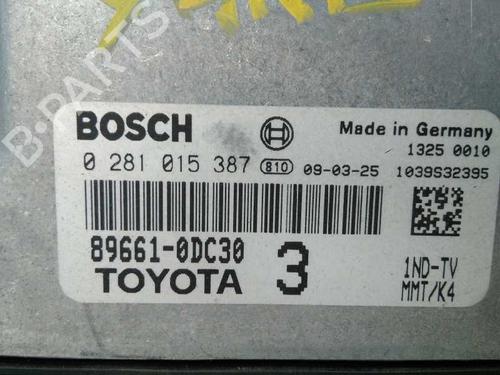 BOSCH
Made in Germany
1325 0010
0 281 015 387 810 09-03-25 1039S32395
89661-0DC30
TOYOTA
3
1ND-TV
MMT/K4
B-PARTS